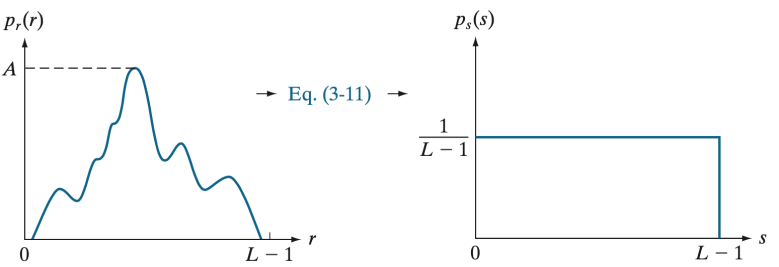 p_r(r)
A
0
L − 1
r
Eq. (3-11)
p_s(s)
1
L − 1
0
L − 1
s